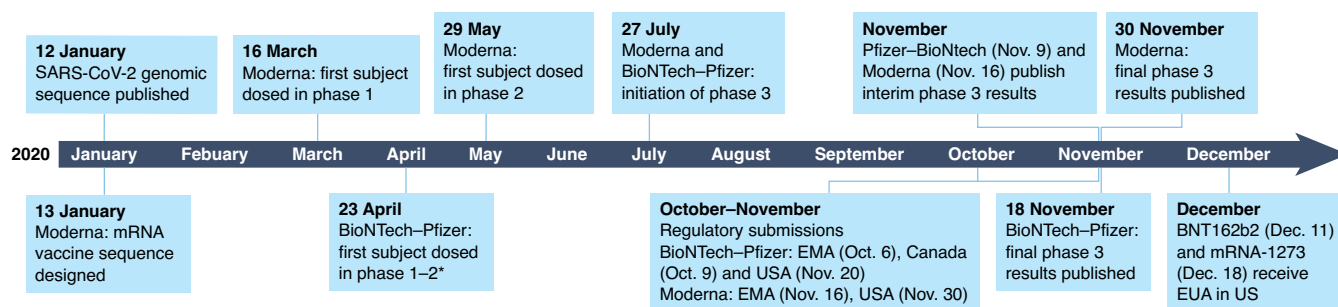 12 January
SARS-CoV-2 genomic
sequence published
16 March
Moderna: first subject
dosed in phase 1
29 May
Moderna:
first subject dosed
in phase 2
27 July
Moderna and
BioNTech–Pfizer:
initiation of phase 3
November
Pfizer–BioNtech (Nov. 9) and
Moderna (Nov. 16) publish
interim phase 3 results
30 November
Moderna:
final phase 3
results published
2020 January Febuary March April May June July August September October November December
13 January
Moderna: mRNA
vaccine sequence
designed
23 April
BioNTech–Pfizer:
first subject dosed
in phase 1–2*
October–November
Regulatory submissions
BioNTech–Pfizer: EMA (Oct. 6), Canada
(Oct. 9) and USA (Nov. 20)
Moderna: EMA (Nov. 16), USA (Nov. 30)
18 November
BioNTech–Pfizer:
final phase 3
results published
December
BNT162b2 (Dec. 11)
and mRNA-1273
(Dec. 18) receive
EUA in US